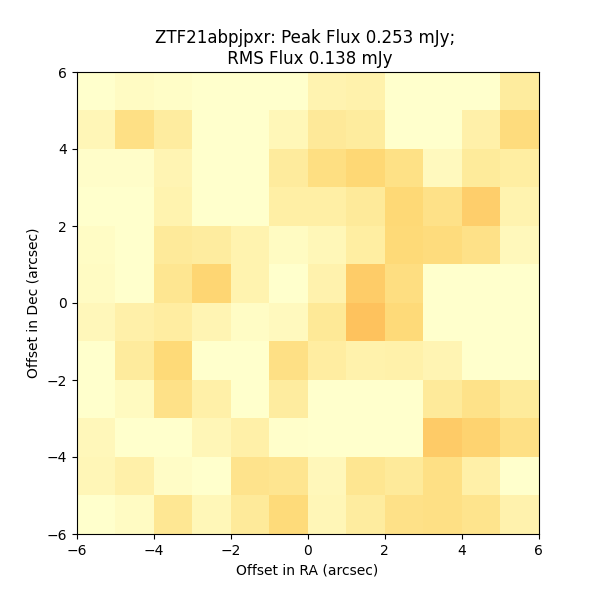 ZTF21abpjpxr: Peak Flux 0.253 mJy;
RMS Flux 0.138 mJy
6
4
2
0
−2
−4
−6
Offset in Dec (arcsec)
−6 −4 −2 0 2 4 6
Offset in RA (arcsec)